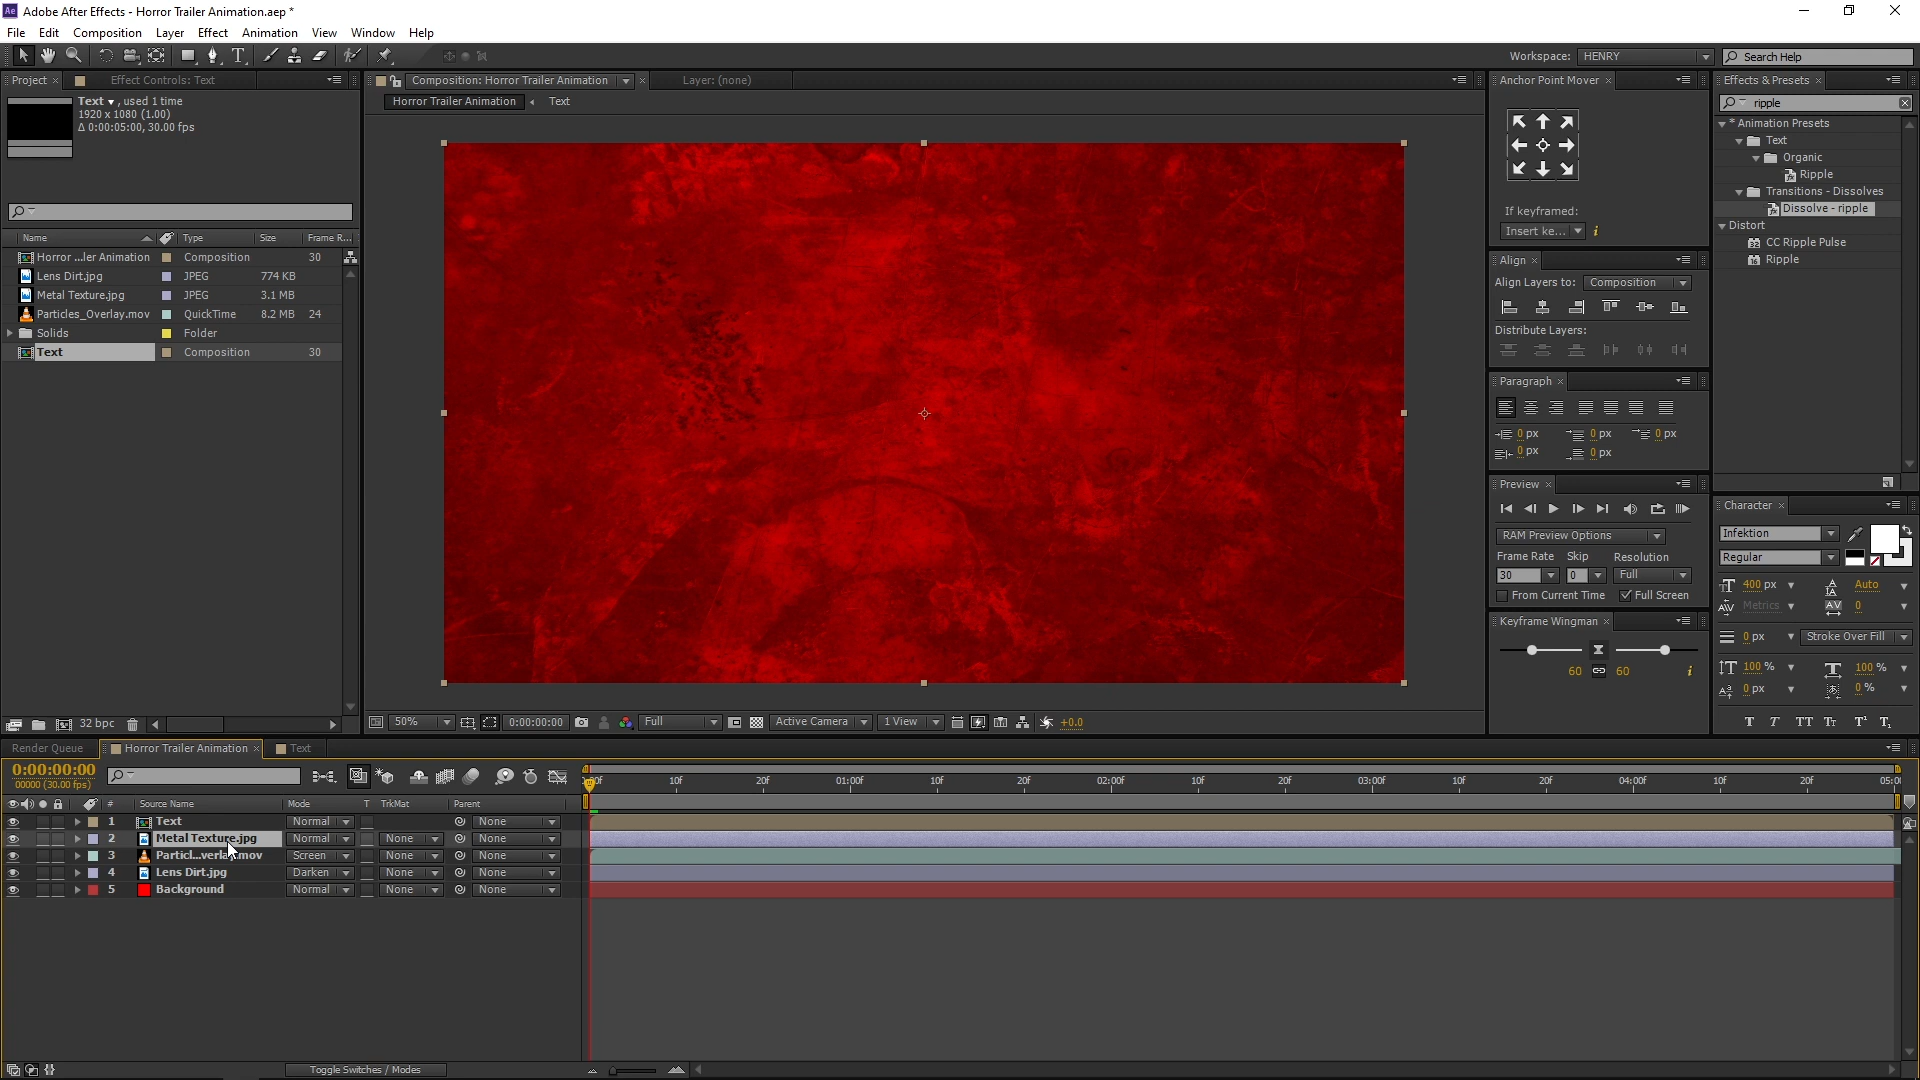 Ae Adobe After Effects - Horror Trailer Animation.aep *
File Edit Composition Layer Effect Animation View Window Help
Workspace: HENRY Search Help
Project Effect Controls: Text
Composition: Horror Trailer Animation Layer: (none)
Anchor Point Mover
Effects & Presets
Horror Trailer Animation Text
Text , used 1 time
1920 x 1080 (1.00)
Δ 0:00:05:00, 30.00 fps
Name Type Size Frame R...
Horror ...ler Animation Composition 30
Lens Dirt.jpg JPEG 774 KB
Metal Texture.jpg JPEG 3.1 MB
Particles_Overlay.mov QuickTime 8.2 MB 24
Solids Folder
Text Composition 30
32 bpc
50% 0:00:00:00 Full Active Camera 1 View +0.0
If keyframed:
Insert ke... i
Align
Align Layers to: Composition
Distribute Layers:
Paragraph
0 px 0 px 0 px
0 px 0 px
Preview
RAM Preview Options
Frame Rate Skip Resolution
30 0 Full
From Current Time Full Screen
Keyframe Wingman
60 60 i
ripple
* Animation Presets
Text
Organic
Ripple
Transitions - Dissolves
Dissolve - ripple
Distort
CC Ripple Pulse
Ripple
Character
Infektion
Regular
400 px Auto
Metrics 0
0 px Stroke Over Fill
100 % 100 %
0 px 0 %
T T TT Tt T¹ T₁
Render Queue Horror Trailer Animation Text
0:00:00:00
00000 (30.00 fps)
10f 20f 01:00f 10f 20f 02:00f 10f 20f 03:00f 10f 20f 04:00f 10f 20f
# Source Name Mode T TrkMat Parent
1 Text Normal None
2 Metal Texture.jpg Normal None None
3 Particl...verlay.mov Screen None None
4 Lens Dirt.jpg Darken None None
5 Background Normal None None
Toggle Switches / Modes